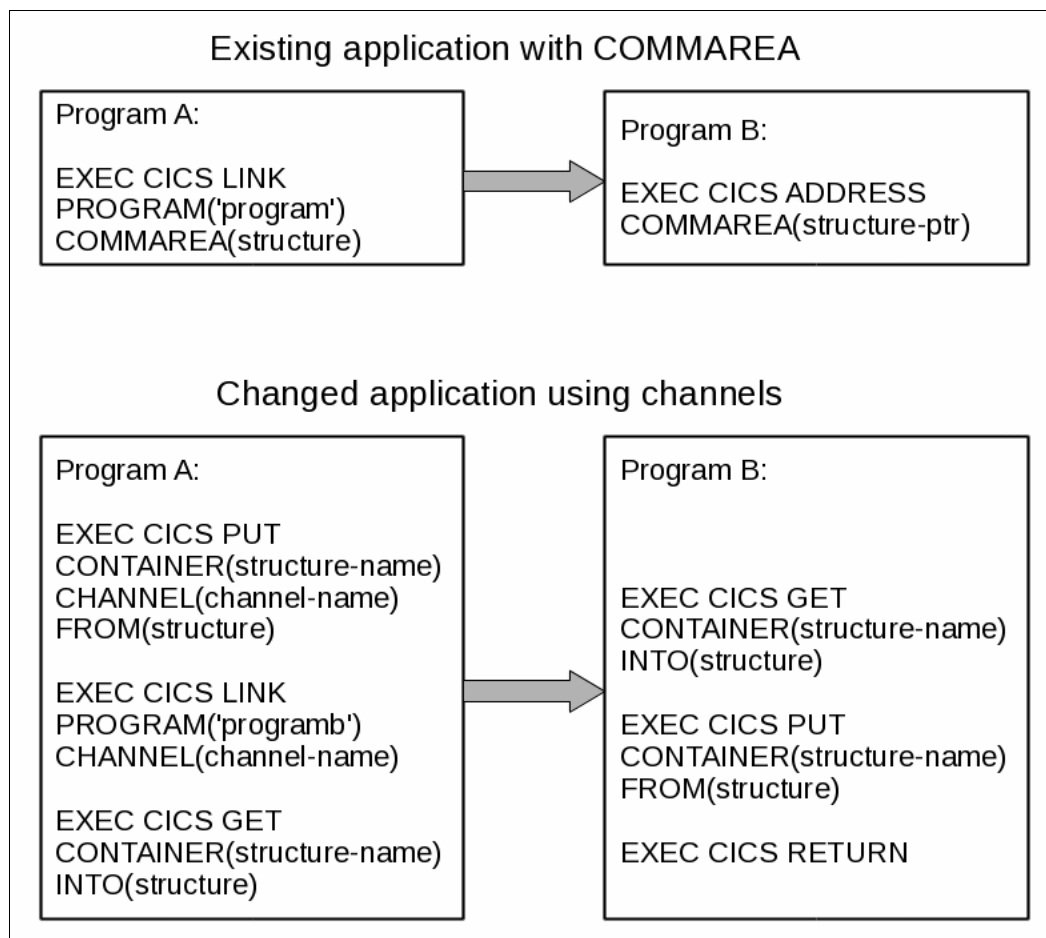 Existing application with COMMAREA
Program A:
EXEC CICS LINK
PROGRAM('program')
COMMAREA(structure)
Program B:
EXEC CICS ADDRESS
COMMAREA(structure-ptr)
Changed application using channels
Program A:
EXEC CICS PUT
CONTAINER(structure-name)
CHANNEL(channel-name)
FROM(structure)
EXEC CICS LINK
PROGRAM('programb')
CHANNEL(channel-name)
EXEC CICS GET
CONTAINER(structure-name)
INTO(structure)
Program B:
EXEC CICS GET
CONTAINER(structure-name)
INTO(structure)
EXEC CICS PUT
CONTAINER(structure-name)
FROM(structure)
EXEC CICS RETURN